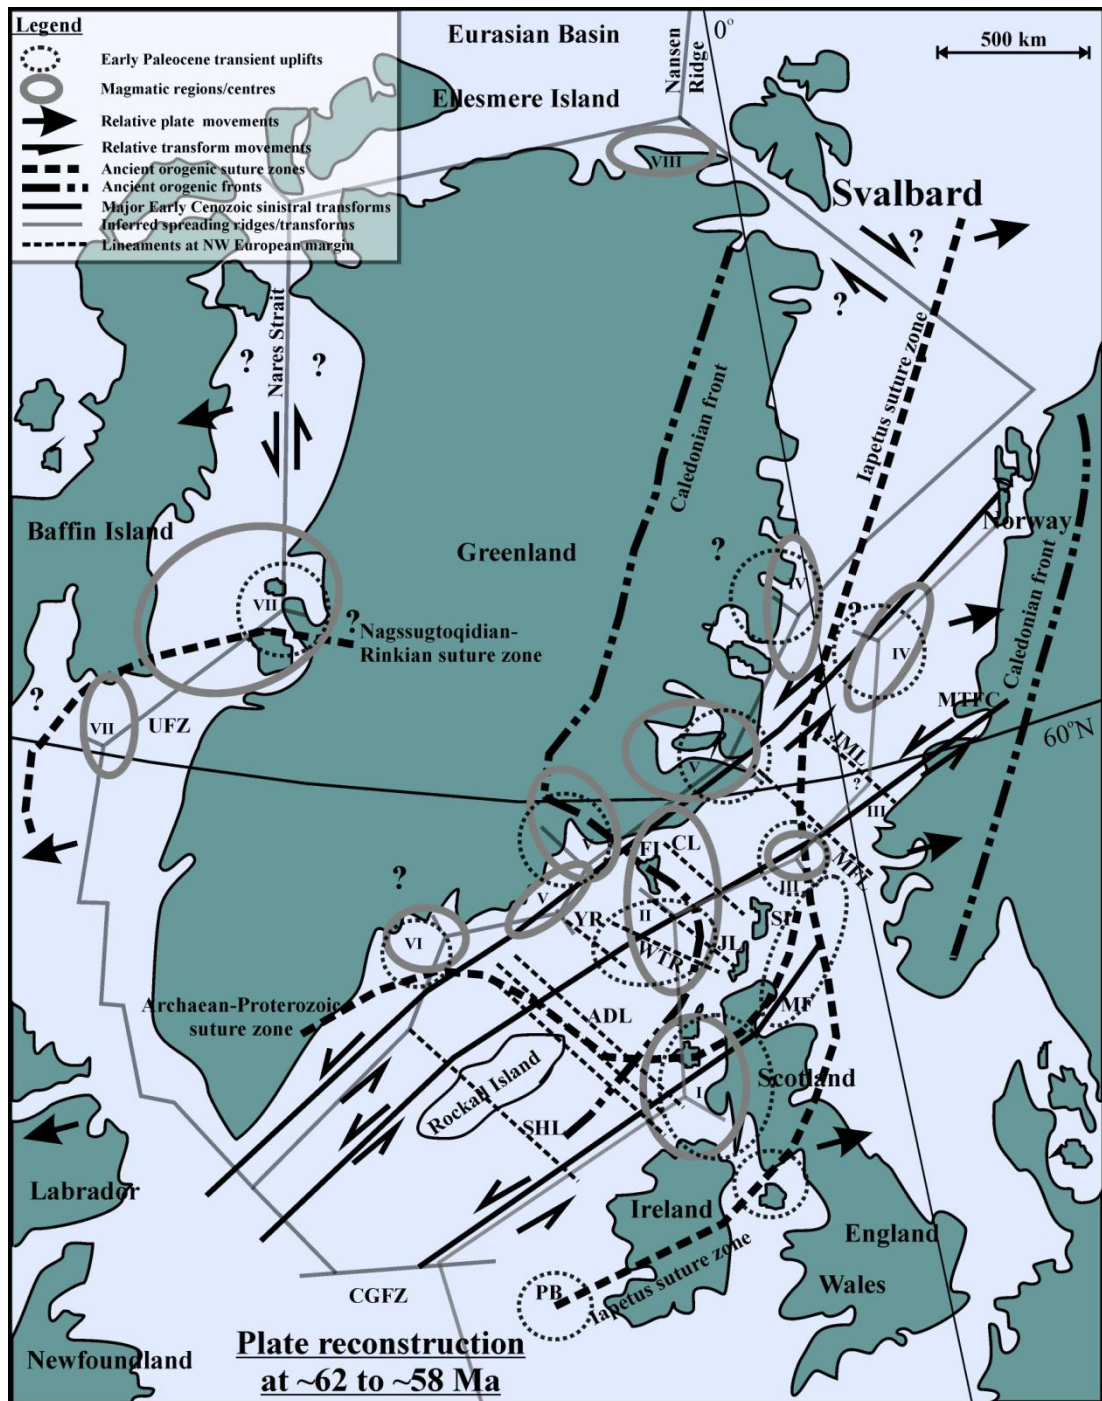 Legend
Early Paleocene transient uplifts
Magmatic regions/centres
Relative plate movements
Relative transform movements
Ancient orogenic suture zones
Ancient orogenic fronts
Major Early Cenozoic sinistral transforms
Inferred spreading ridges/transforms
Lineaments at NW European margin
Eurasian Basin
Nansen
Ridge
0°
500 km
Ellesmere Island
VIII
Svalbard
?
?
Nares Strait
?
?
Caledonian front
Iapetus suture zone
Baffin Island
Greenland
Norway
Caledonian front
?
IV
VII
?
?
IV
Nagssugtoqidian-
Rinkian suture zone
?
VII
UFZ
MTFC
60°N
JML
?
V
?
III
V
FI
CL
MFL
III
?
V
YR
II
SI
VI
WTR
JL
Archaean-Proterozoic
suture zone
ADL
MF
Rockall Island
Scotland
I
SHL
Labrador
Ireland
England
Iapetus suture zone
Wales
PB
CGFZ
Newfoundland
Plate reconstruction
at ~62 to ~58 Ma